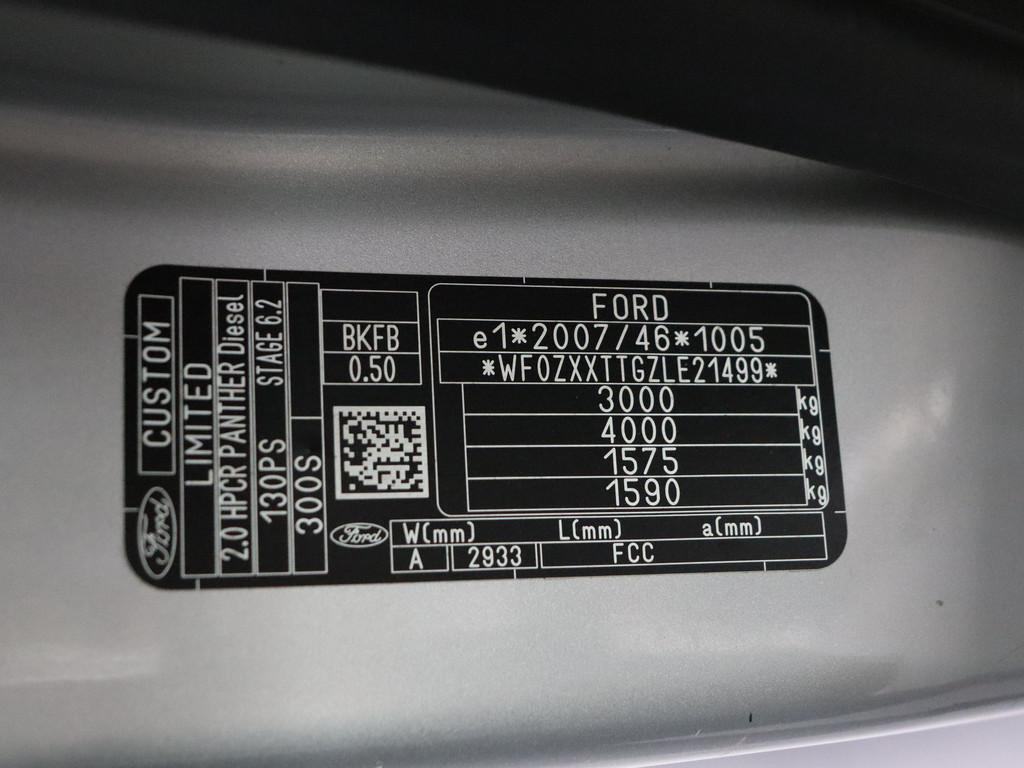 Ford
CUSTOM
LIMITED
2.0 HPCR PANTHER Diesel
130PS STAGE 6.2
300S
BKFB
0.50
FORD
e1*2007/46*1005
*WF0ZXXTTGZLE21499*
3000 kg
4000 kg
1575 kg
1590 kg
Ford
W(mm) L(mm) a(mm)
A 2933 FCC